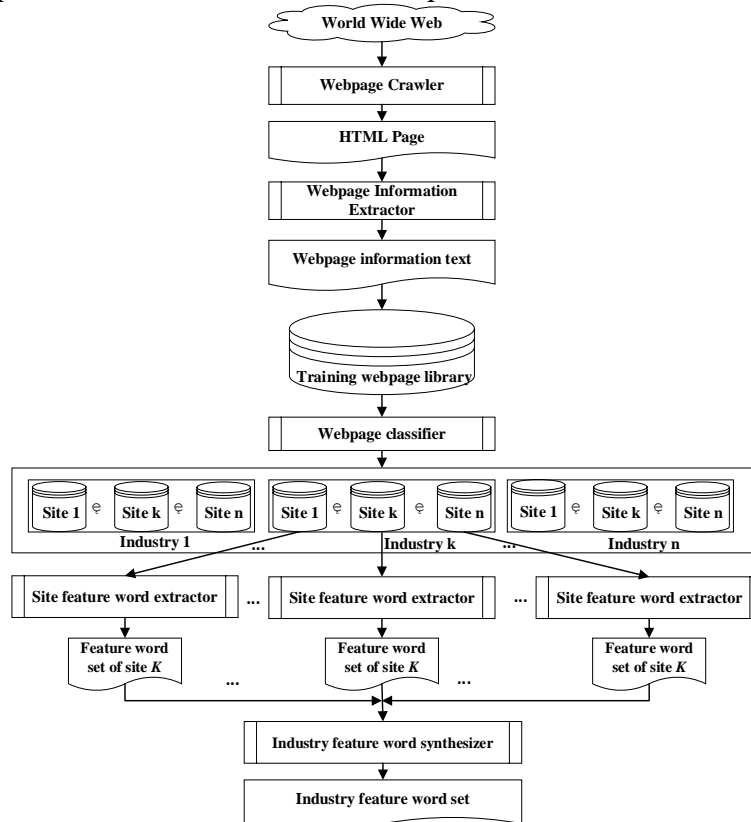 World Wide Web
Webpage Crawler
HTML Page
Webpage Information
Extractor
Webpage information text
Training webpage library
Webpage classifier
Site 1 e Site k e Site n
Industry 1
Site 1 e Site k e Site n
Industry k
Site 1 e Site k e Site n
Industry n
... ...
Site feature word extractor ... Site feature word extractor ... Site feature word extractor
Feature word
set of site K
...
Feature word
set of site K
...
Feature word
set of site K
Industry feature word synthesizer
Industry feature word set